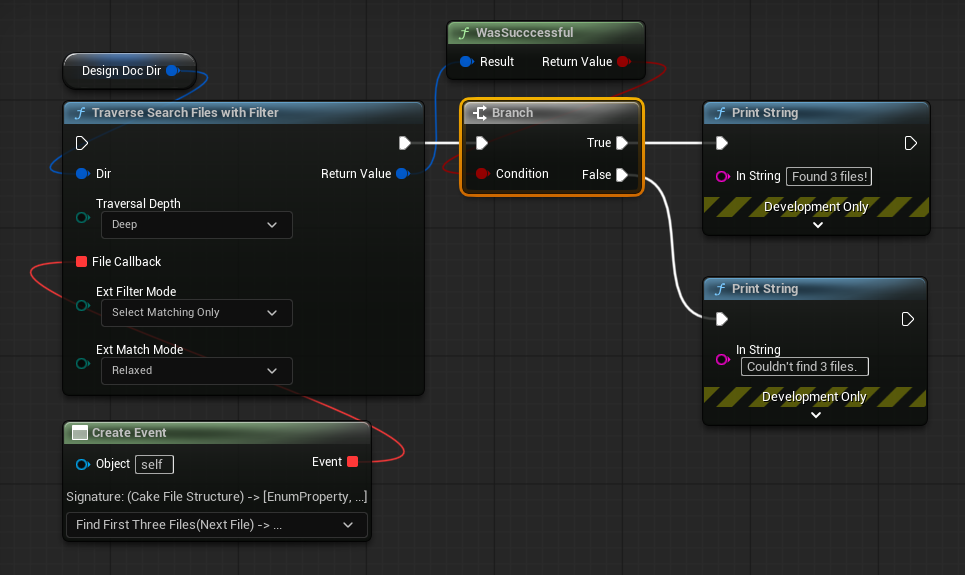 WasSucccessful
Result
Return Value
Design Doc Dir
Traverse Search Files with Filter
Dir
Return Value
Traversal Depth
Deep
File Callback
Ext Filter Mode
Select Matching Only
Ext Match Mode
Relaxed
Branch
True
Condition
False
Print String
In String
Found 3 files!
Development Only
Print String
In String
Couldn't find 3 files.
Development Only
Create Event
Object
self
Event
Signature: (Cake File Structure) -> [EnumProperty, ...]
Find First Three Files(Next File) -> ...